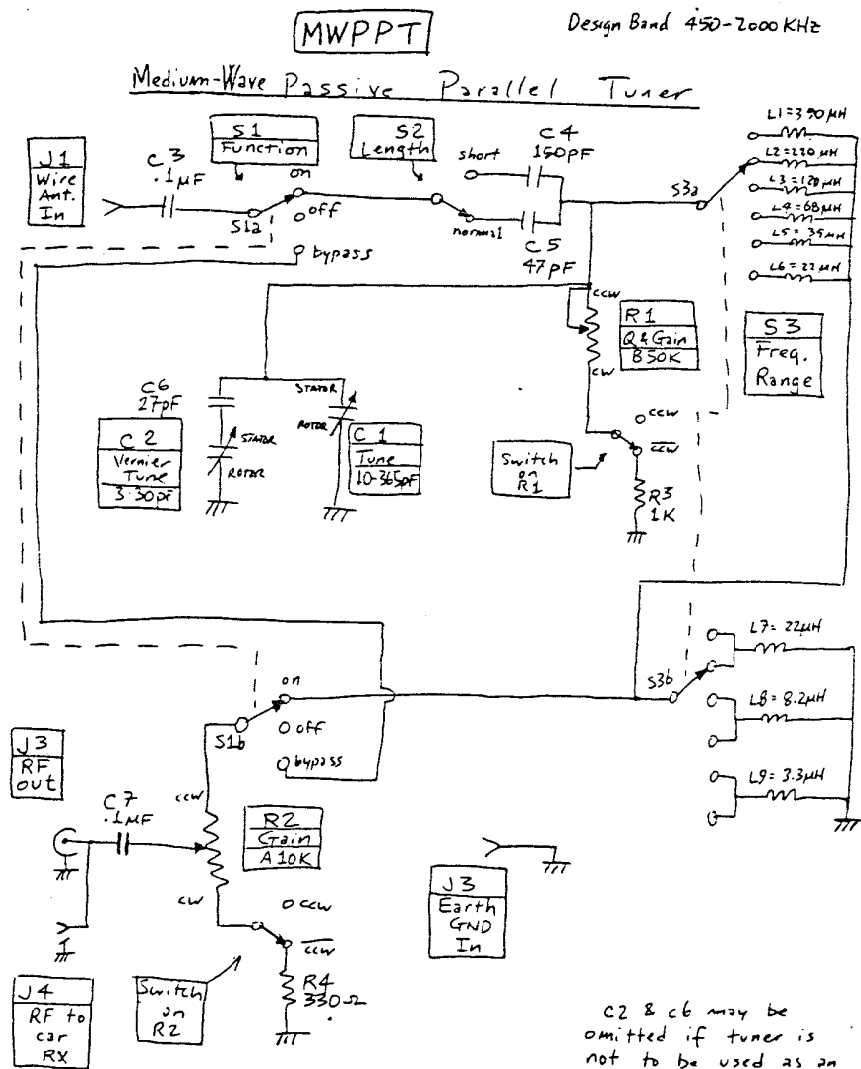 MWPPT
Design Band 450-2000 KHz
Medium-Wave Passive Parallel Tuner
J1
Wire
Ant.
In
C3
.1μF
S1
Function
on
off
bypass
S1a
S2
Length
short
normal
C4
150PF
C5
47pF
S3a
L1=390μH
L2=220μH
L3=120μH
L4=68μH
L5=39μH
L6=22μH
S3
Freq.
Range
CCW
CW
R1
Q & Gain
B50K
C6
27pF
C2
Vernier
Tune
3-30pF
STATOR
ROTOR
STATOR
ROTOR
C1
Tune
10-365pF
Switch
on
R1
CCW
CCW
R3
1K
S1b
on
off
bypass
S3b
L7=22μH
L8=8.2μH
L9=3.3μH
J3
RF
out
C7
.1μF
CCW
CW
R2
Gain
A10K
CCW
CCW
R4
330Ω
J3
Earth
GND
In
J4
RF to
car
RX
Switch
on
R2
C2 & C6 may be
omitted if tuner is
not to be used as an